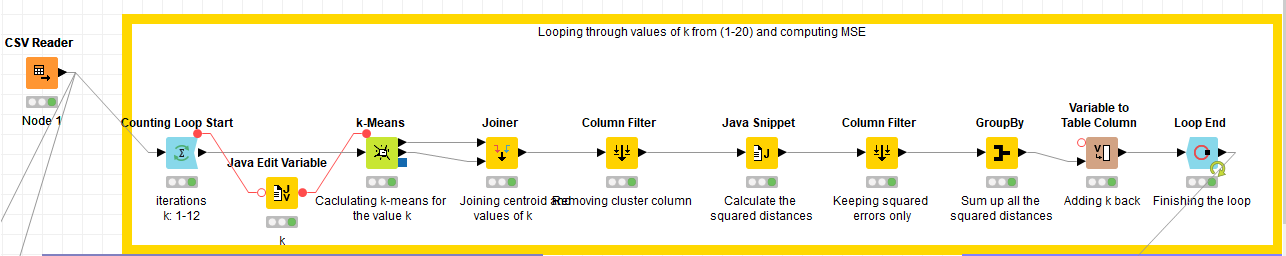 Looping through values of k from (1-20) and computing MSE
CSV Reader
Node 1
Counting Loop Start
iterations
k: 1-12
Java Edit Variable
k
k-Means
Caclulating k-means for
the value k
Joiner
Joining centroid and
values of k
Column Filter
Removing cluster column
Java Snippet
Calculate the
squared distances
Column Filter
Keeping squared
errors only
GroupBy
Sum up all the
squared distances
Variable to
Table Column
Adding k back
Loop End
Finishing the loop